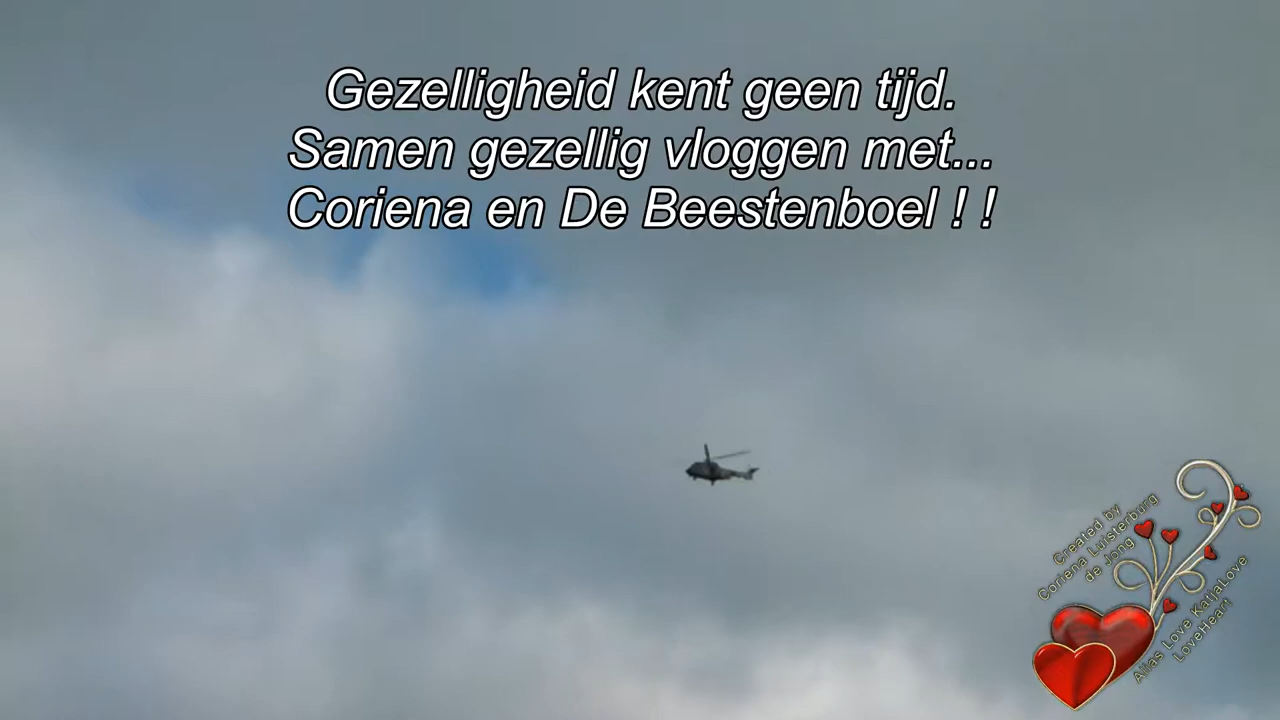 Gezelligheid kent geen tijd.
Samen gezellig vloggen met...
Coriena en De Beestenboel ! !
Created by
Coriena Luisterburg
de Jong
Alias Love KatjaLove
LoveHeart